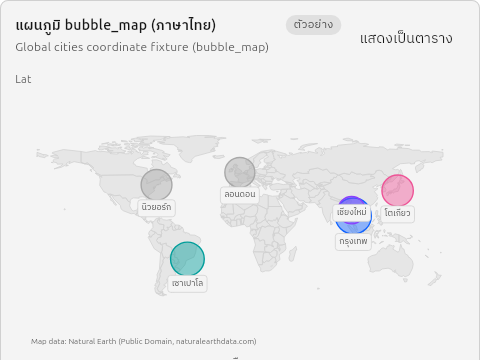 แผนภูมิ bubble_map (ภาษาไทย)
ตัวอย่าง
แสดงเป็นตาราง
Global cities coordinate fixture (bubble_map)
Lat
ลอนดอน
นิวยอร์ก
เชียงใหม่
โตเกียว
กรุงเทพ
เซาเปาโล
Map data: Natural Earth (Public Domain, naturalearthdata.com)